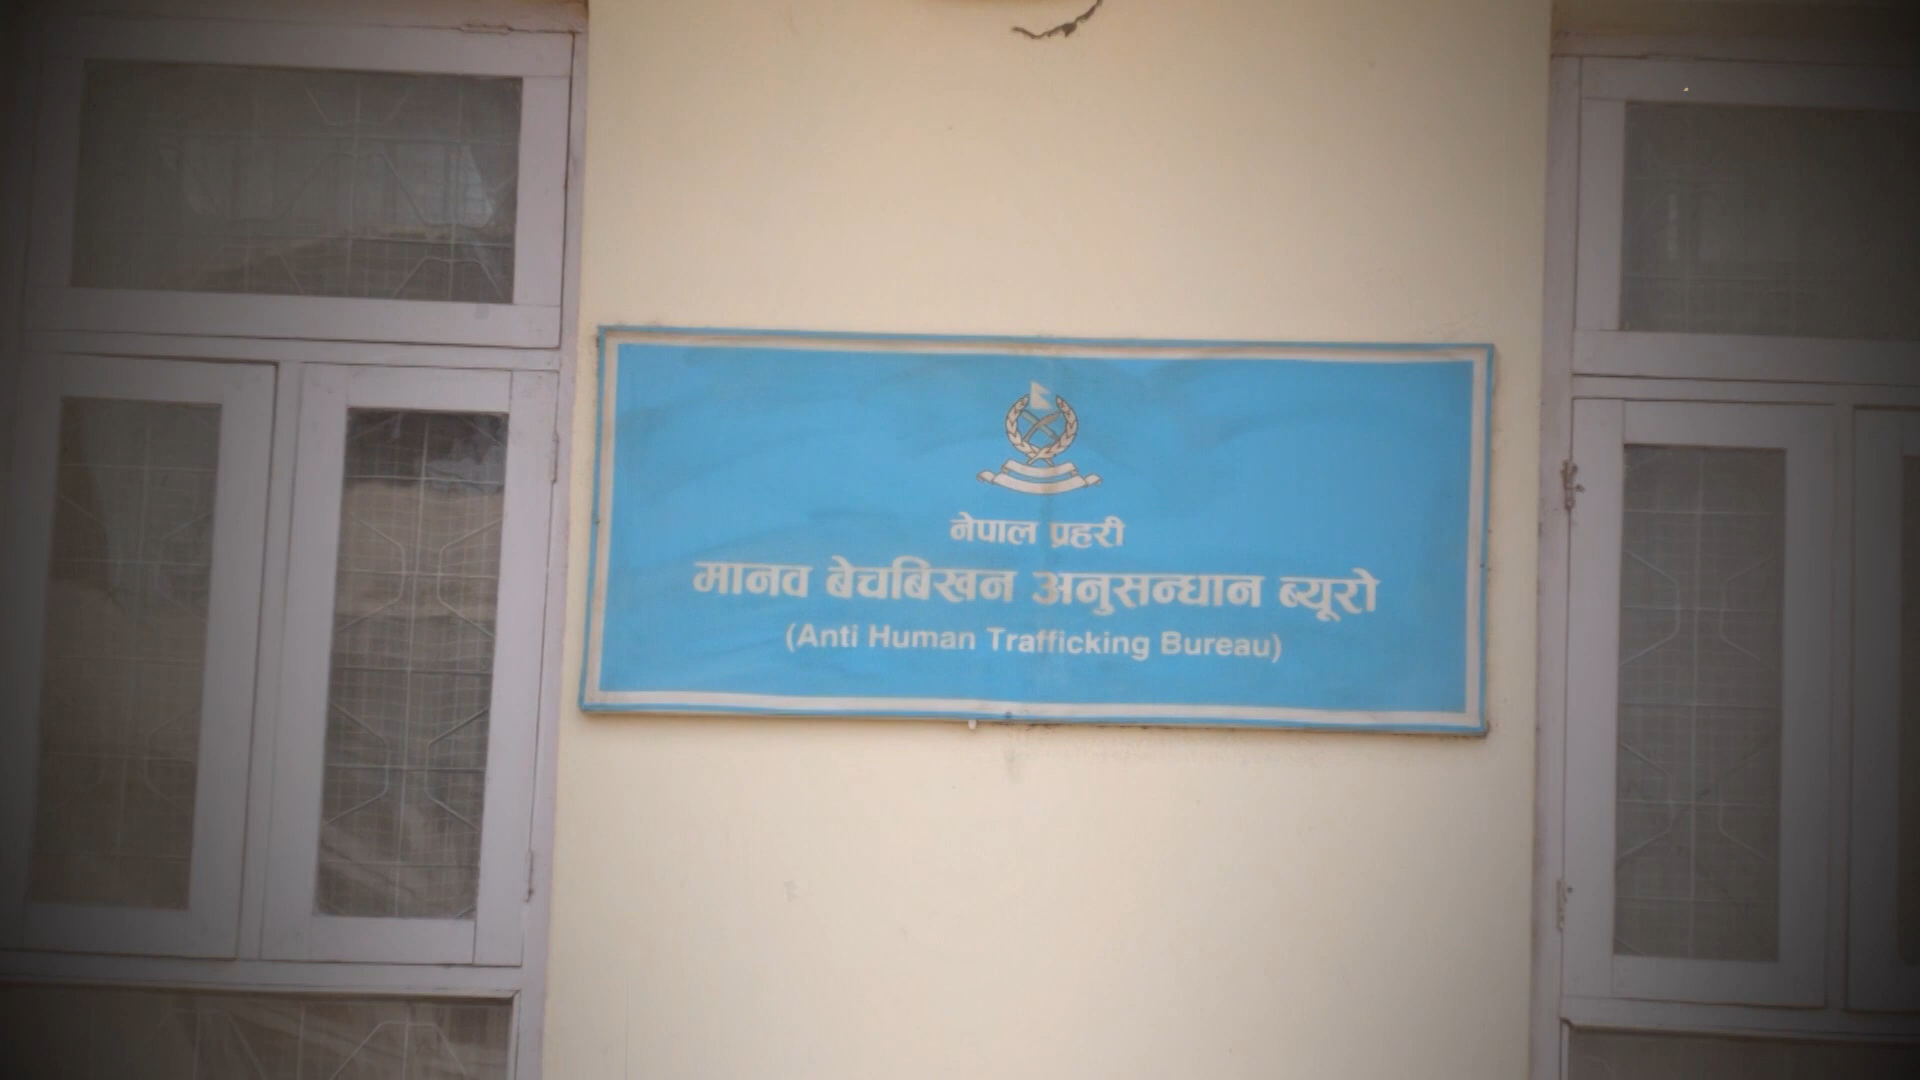 नेपाल प्रहरी
मानव बेचबिखन अनुसन्धान ब्यूरो
(Anti Human Trafficking Bureau)